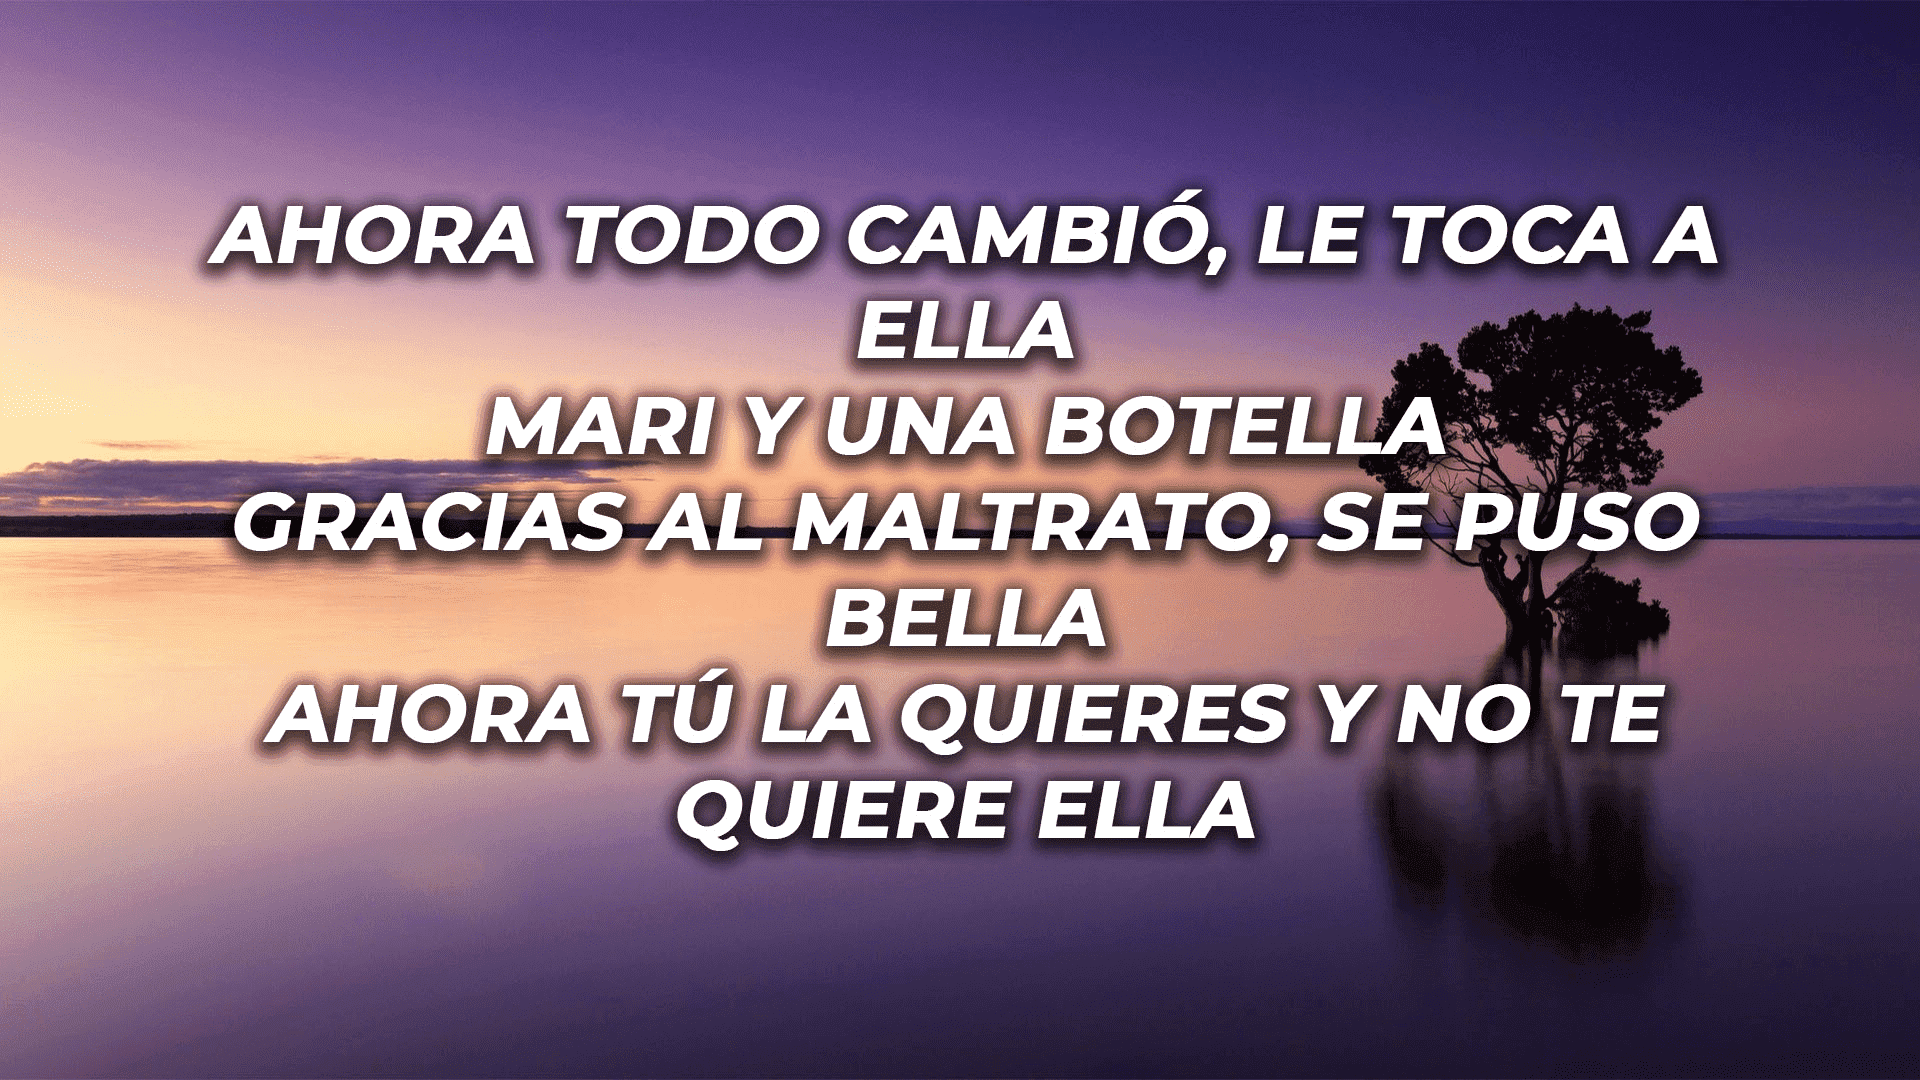 AHORA TODO CAMBIÓ, LE TOCA A
ELLA
MARI Y UNA BOTELLA
GRACIAS AL MALTRATO, SE PUSO
BELLA
AHORA TÚ LA QUIERES Y NO TE
QUIERE ELLA